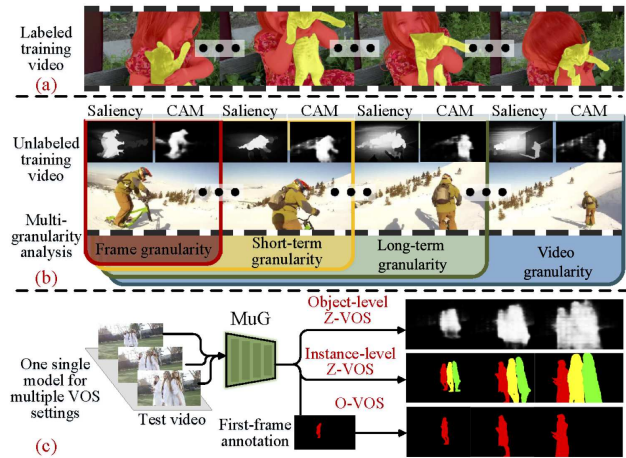 Labeled
training
video
(a)
Saliency CAM Saliency CAM Saliency CAM Saliency CAM
Unlabeled
training
video
Multi-
granularity
analysis
(b)
Frame granularity
Short-term
granularity
Long-term
granularity
Video
granularity
One single
model for
multiple VOS
settings
(c)
Test video
MuG
Object-level
Z-VOS
Instance-level
Z-VOS
O-VOS
First-frame
annotation